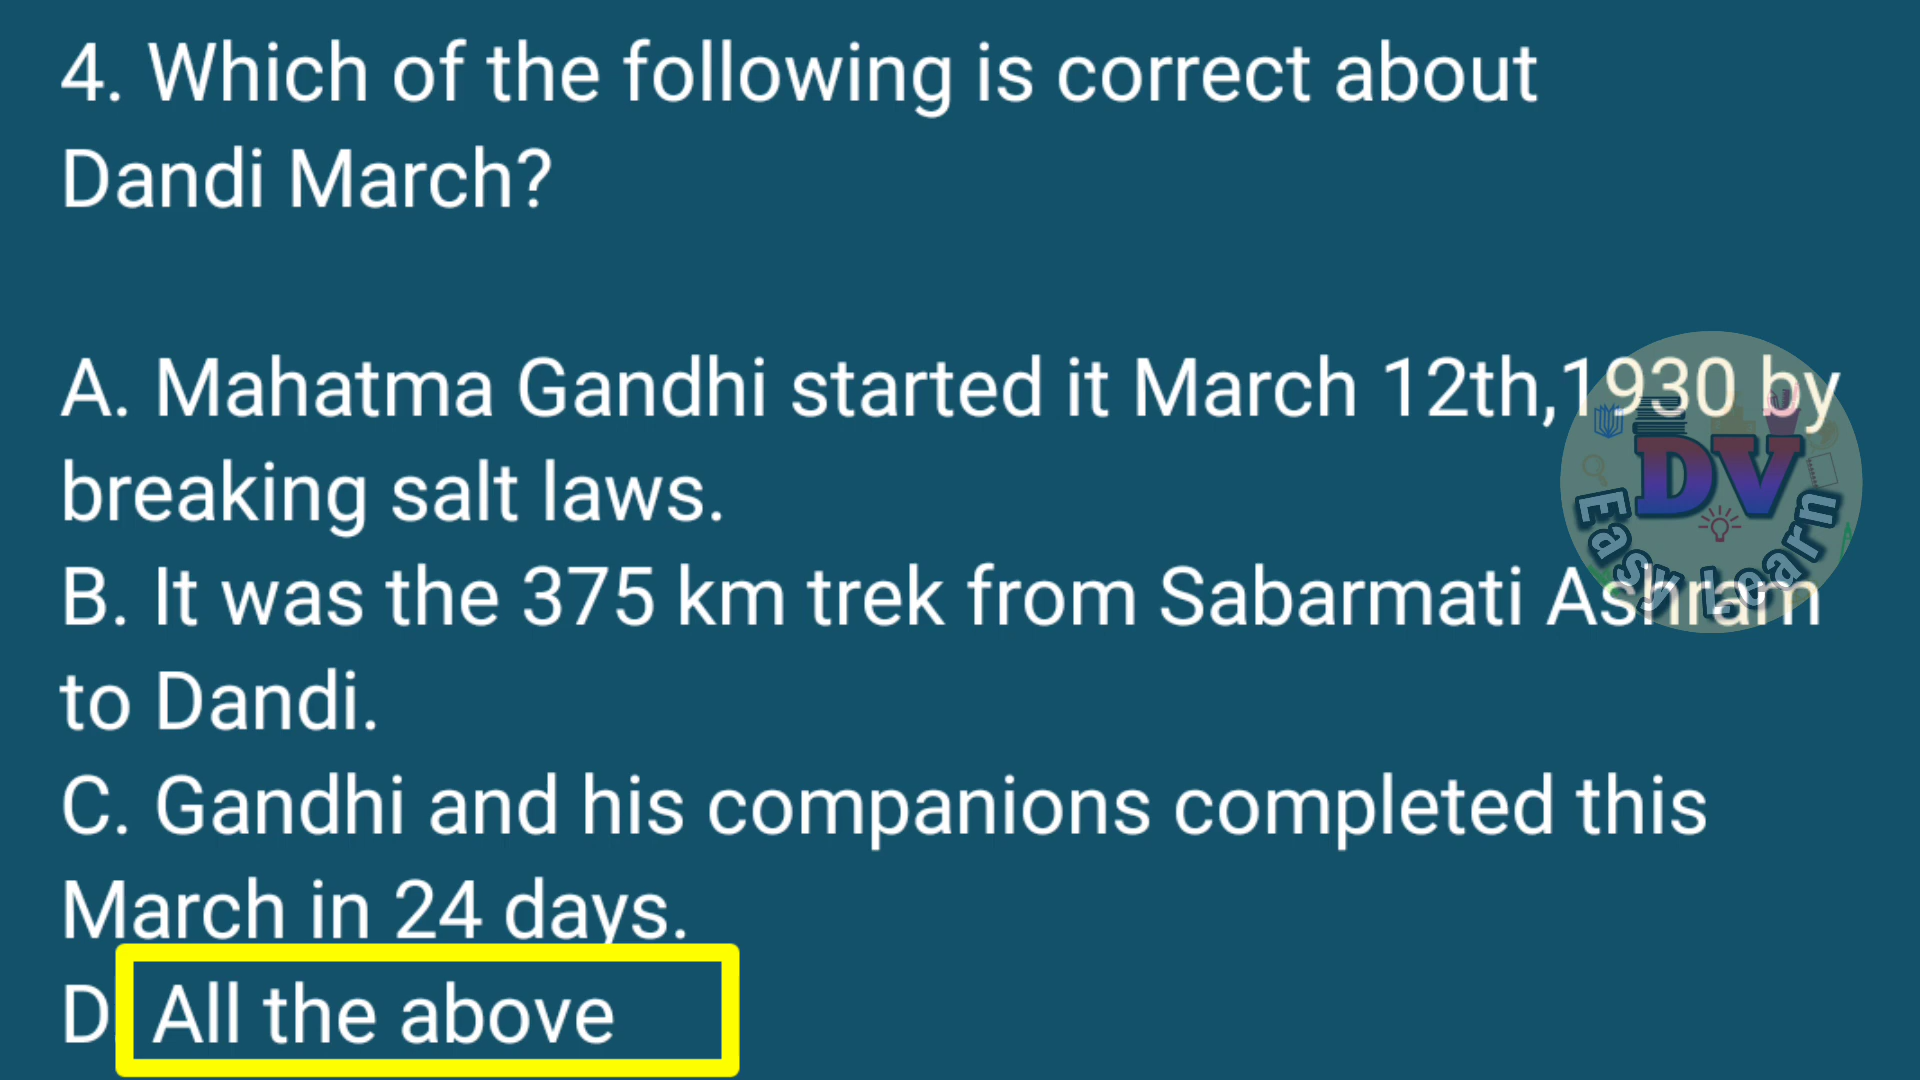 4. Which of the following is correct about
Dandi March?
A. Mahatma Gandhi started it March 12th,1930 by
breaking salt laws.
DV
Easy Learn
B. It was the 375 km trek from Sabarmati Ashram
to Dandi.
C. Gandhi and his companions completed this
March in 24 days.
D. All the above